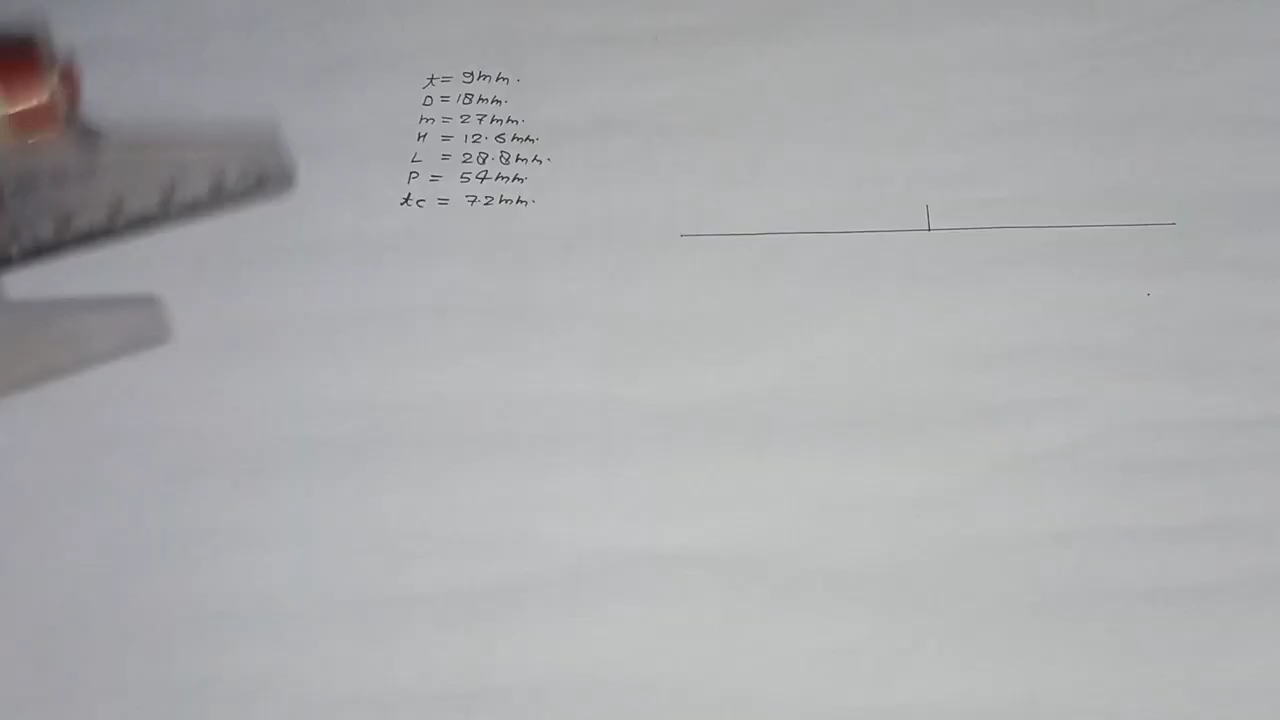 t = 9mm.
D = 18mm.
m = 27mm.
H = 12.6mm.
L = 28.8mm.
P = 54mm.
tc = 7.2mm.